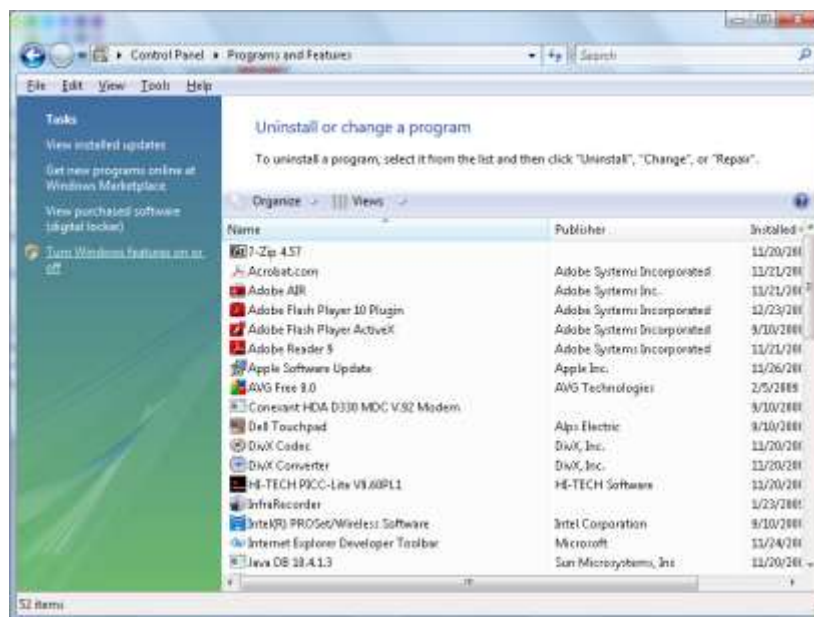 Control Panel ▸ Programs and Features
Search
File Edit View Tools Help
Tasks
View installed updates
Get new programs online at
Windows Marketplace
View purchased software
(digital locker)
Turn Windows features on or
off
Uninstall or change a program
To uninstall a program, select it from the list and then click "Uninstall", "Change", or "Repair".
Organize Views
Name Publisher Installed
7-Zip 4.57 11/20/200
Acrobat.com Adobe Systems Incorporated 11/21/200
Adobe AIR Adobe Systems Inc. 11/21/200
Adobe Flash Player 10 Plugin Adobe Systems Incorporated 12/23/200
Adobe Flash Player ActiveX Adobe Systems Incorporated 9/10/200
Adobe Reader 9 Adobe Systems Incorporated 11/21/200
Apple Software Update Apple Inc. 11/26/200
AVG Free 8.0 AVG Technologies 2/5/2009
Conexant HDA D330 MDC V.92 Modem 9/10/200
Dell Touchpad Alps Electric 9/10/200
DivX Codec DivX, Inc. 11/20/200
DivX Converter DivX, Inc. 11/20/200
HI-TECH PICC-Lite V9.60PL1 HI-TECH Software 11/20/200
InfraRecorder 1/23/200
Intel(R) PROSet/Wireless Software Intel Corporation 9/10/200
Internet Explorer Developer Toolbar Microsoft 11/24/200
Java DB 10.4.1.3 Sun Microsystems, Inc 11/20/200
52 items